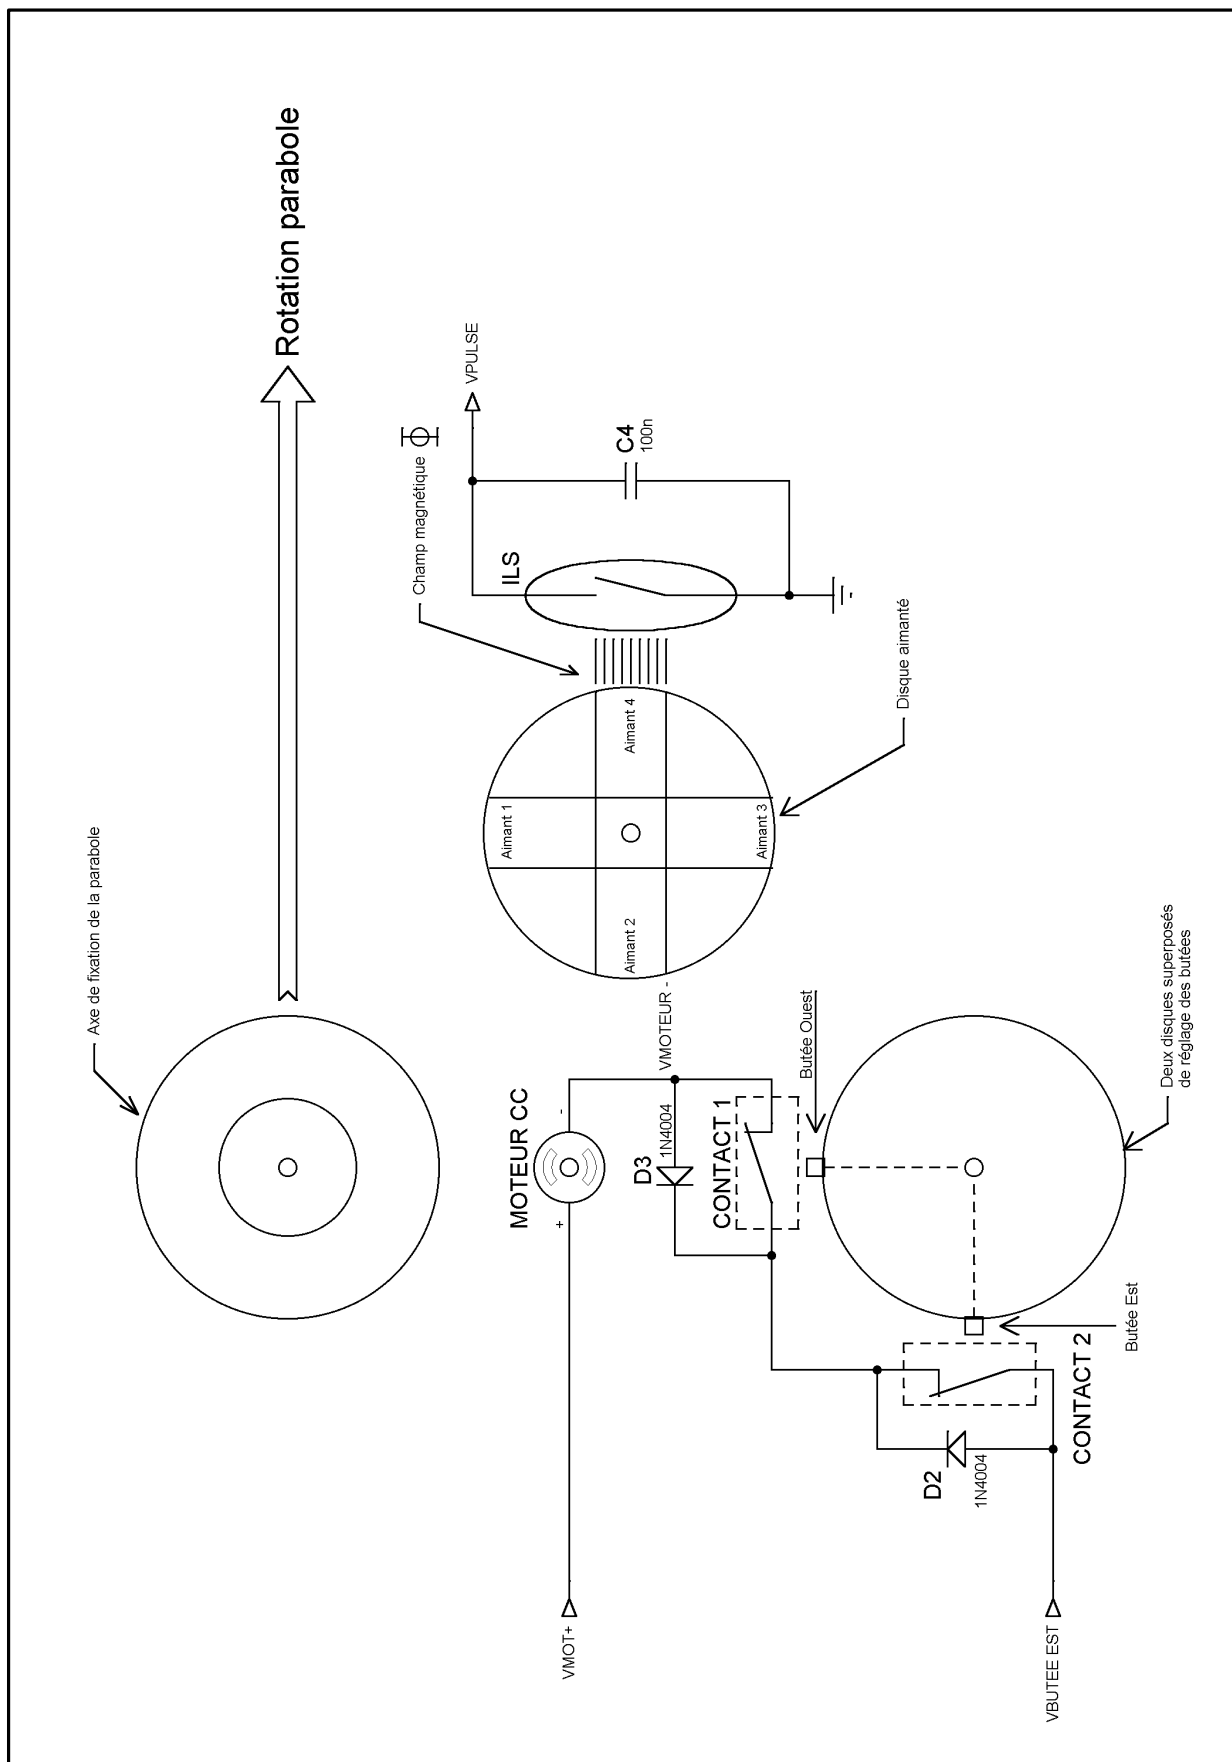 Axe de fixation de la parabole
Rotation parabole
Champ magnétique
VPULSE
ILS
C4
100n
MOTEUR CC
+
-
VMOT+
VMOTEUR -
D3
1N4004
CONTACT 1
Aimant 1
Aimant 2
Aimant 3
Aimant 4
Disque aimanté
Butée Ouest
Butée Est
CONTACT 2
D2
1N4004
VBUTEE EST
Deux disques superposés
de réglage des butées